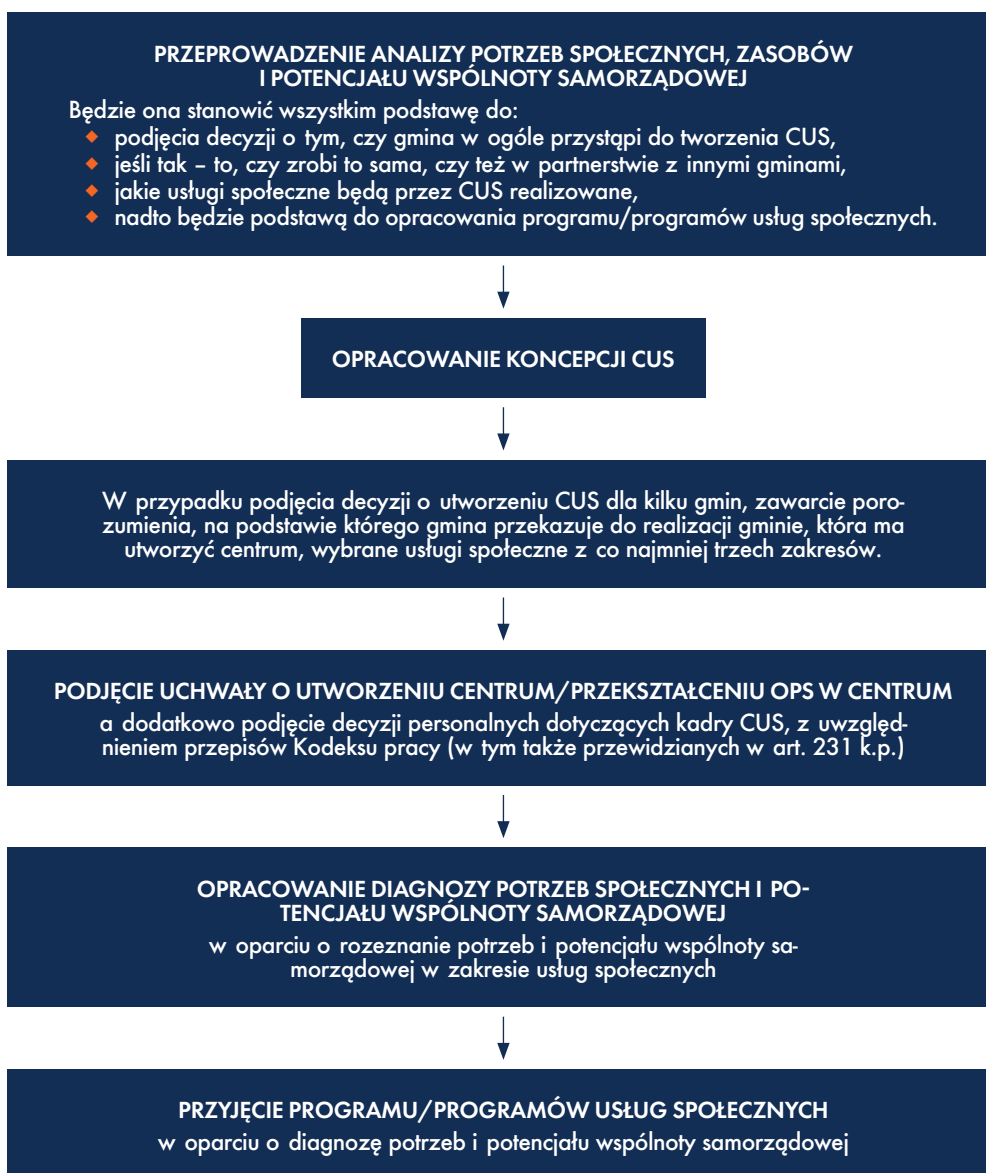 PRZEPROWADZENIE ANALIZY POTRZEB SPOŁECZNYCH, ZASOBÓW
I POTENCJAŁU WSPÓLNOTY SAMORZĄDOWEJ
Będzie ona stanowić wszystkim podstawę do:
◆ podjęcia decyzji o tym, czy gmina w ogóle przystąpi do tworzenia CUS,
◆ jeśli tak – to, czy zrobi to sama, czy też w partnerstwie z innymi gminami,
◆ jakie usługi społeczne będą przez CUS realizowane,
◆ nadto będzie podstawą do opracowania programu/programów usług społecznych.
OPRACOWANIE KONCEPCJI CUS
W przypadku podjęcia decyzji o utworzeniu CUS dla kilku gmin, zawarcie poro-
zumienia, na podstawie którego gmina przekazuje do realizacji gminie, która ma
utworzyć centrum, wybrane usługi społeczne z co najmniej trzech zakresów.
PODJĘCIE UCHWAŁY O UTWORZENIU CENTRUM/PRZEKSZTAŁCENIU OPS W CENTRUM
a dodatkowo podjęcie decyzji personalnych dotyczących kadry CUS, z uwzględ-
nieniem przepisów Kodeksu pracy (w tym także przewidzianych w art. 231 k.p.)
OPRACOWANIE DIAGNOZY POTRZEB SPOŁECZNYCH I PO-
TENCJAŁU WSPÓLNOTY SAMORZĄDOWEJ
w oparciu o rozeznanie potrzeb i potencjału wspólnoty sa-
morządowej w zakresie usług społecznych
PRZYJĘCIE PROGRAMU/PROGRAMÓW USŁUG SPOŁECZNYCH
w oparciu o diagnozę potrzeb i potencjału wspólnoty samorządowej